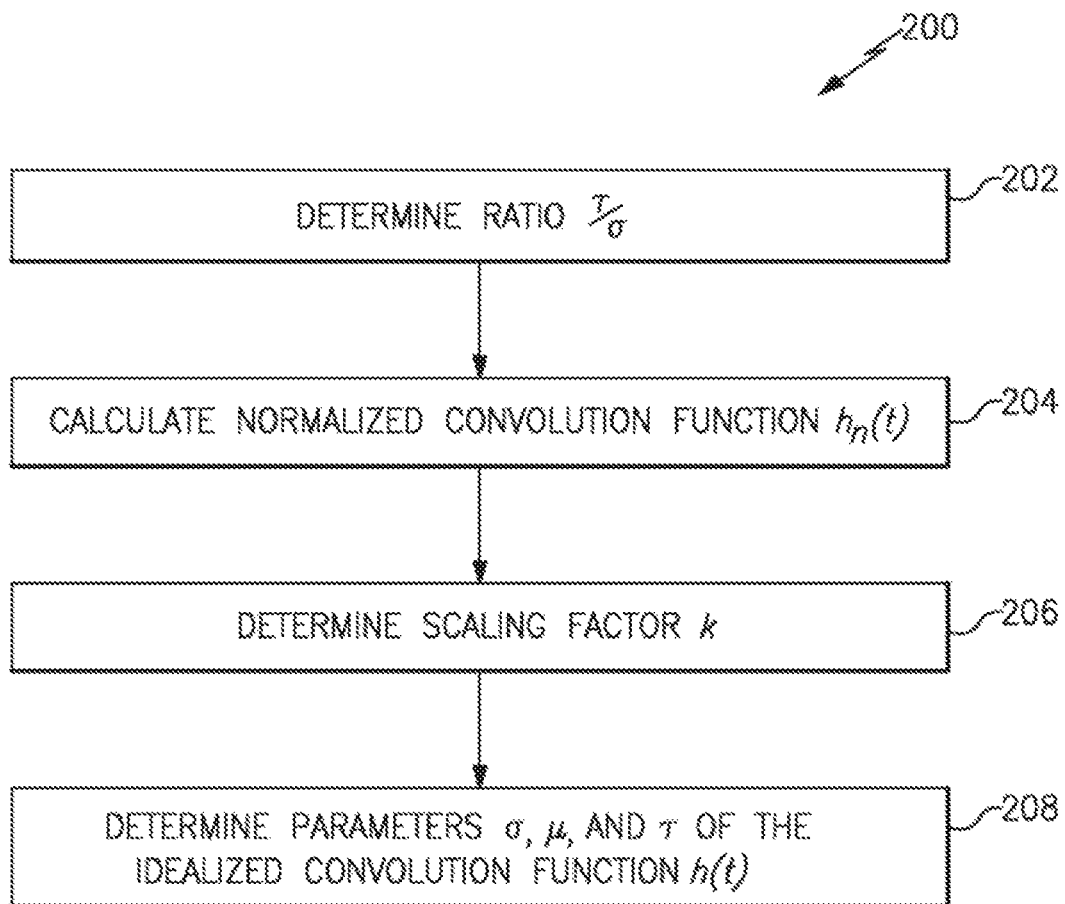 200
DETERMINE RATIO τ/σ
202
CALCULATE NORMALIZED CONVOLUTION FUNCTION hn(t)
204
DETERMINE SCALING FACTOR k
206
DETERMINE PARAMETERS σ, μ, AND τ OF THE
IDEALIZED CONVOLUTION FUNCTION h(t)
208